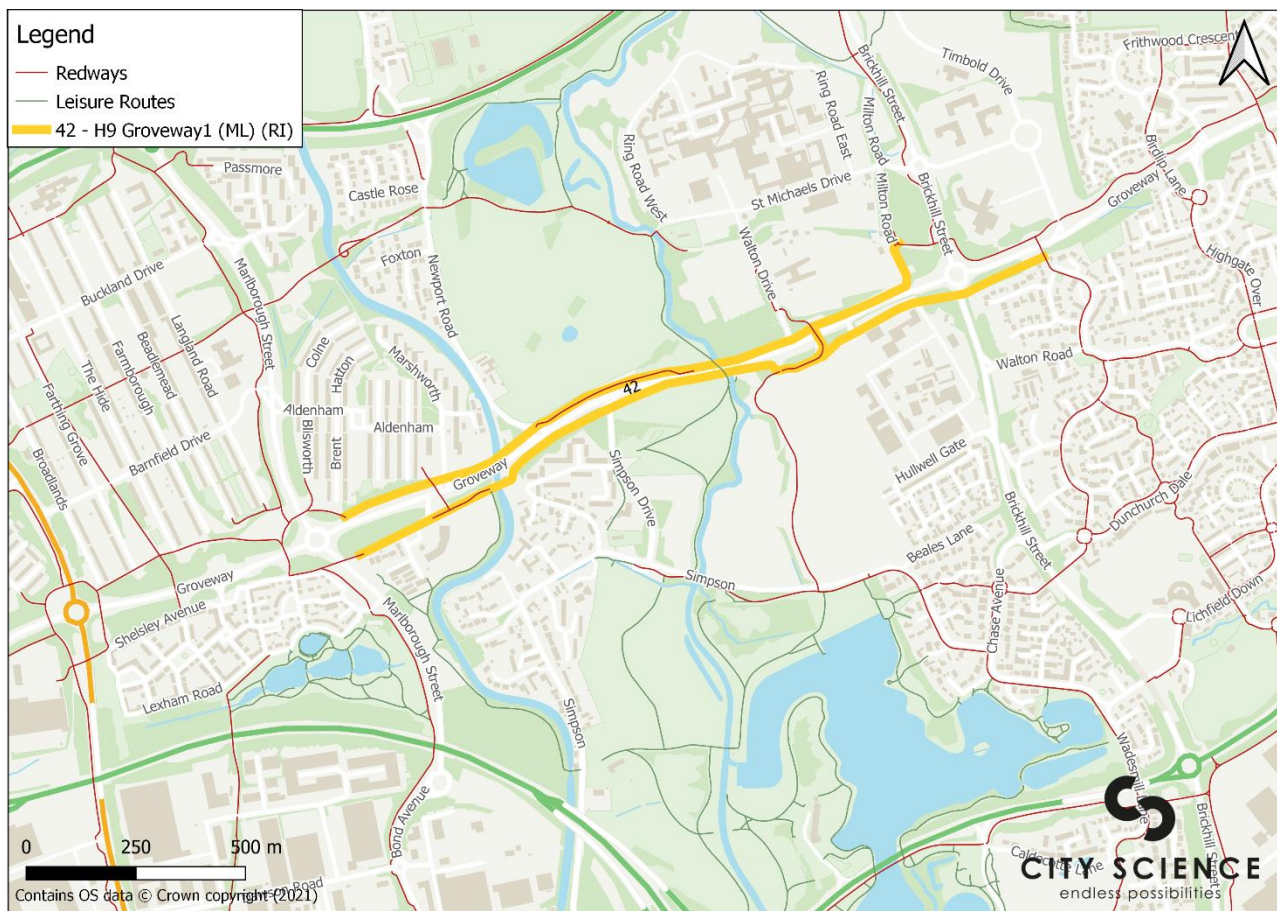 Legend
Redways
Leisure Routes
42 - H9 Groveway1 (ML) (RI)
Frithwood Crescent
Timbold Drive
Brickhill Street
Ring Road East
Milton Road
Milton Road
Birdlip Lane
Passmore
Castle Rose
Ring Road West
St Michaels Drive
Brickhill Street
Groveway
Walton Drive
Highgate Over
Foxton
Newport Road
Buckland Drive
Marlborough Street
Langland Road
Beadlemead
Farmborough
The Hide
Farthing Grove
Colne
Hatton
Marshworth
Walton Road
Aldenham
Blisworth
Brent
Aldenham
Barnfield Drive
Broadlands
42
Groveway
Simpson Drive
Hullwell Gate
Brickhill Street
Dunchurch Dale
Beales Lane
Groveway
Simpson
Shelsley Avenue
Marlborough Street
Chase Avenue
Lichfield Down
Lexham Road
Simpson
Wadesmill Lane
Bond Avenue
Brickhill Street
0 250 500 m
Caldecotte Lane
CITY SCIENCE
endless possibilities
Contains OS data © Crown copyright (2021)
Road